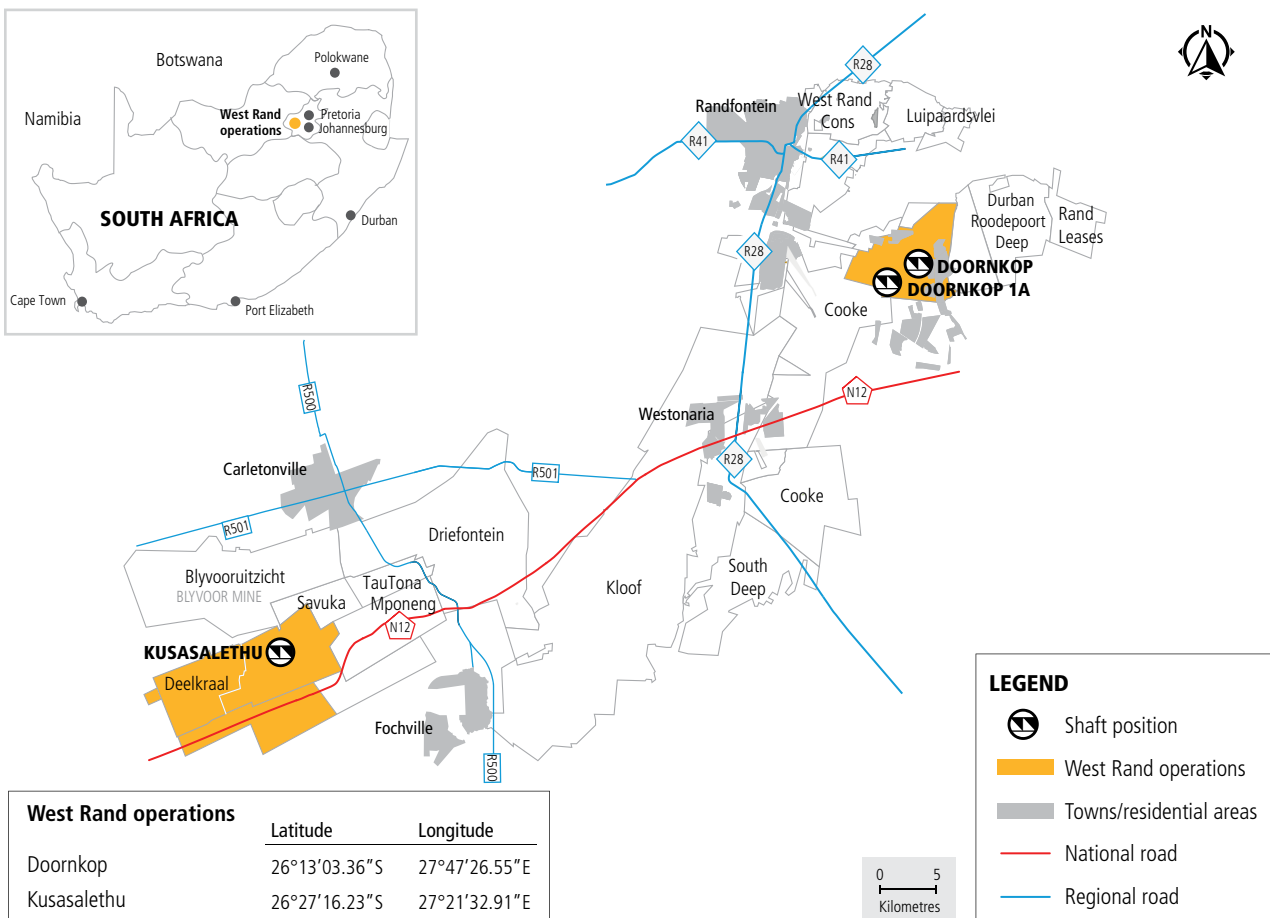 Botswana
Polokwane
Namibia
West Rand
operations
Pretoria
Johannesburg
SOUTH AFRICA
Durban
Cape Town
Port Elizabeth
N
R28
Randfontein
West Rand
Cons
Luipaardsvlei
R41
R41
Durban
Roodepoort
Deep
Rand
Leases
R28
DOORNKOP
DOORNKOP 1A
Cooke
N12
R500
Westonaria
R28
Carletonville
R501
Cooke
R501
Driefontein
South
Deep
Kloof
Blyvooruitzicht
BLYVOOR MINE
TauTona
Savuka
Mponeng
N12
KUSASALETHU
Deelkraal
Fochville
R500
LEGEND
Shaft position
West Rand operations
Towns/residential areas
National road
Regional road
0 5
Kilometres
West Rand operations
Latitude Longitude
Doornkop 26°13’03.36”S 27°47’26.55”E
Kusasalethu 26°27’16.23”S 27°21’32.91”E